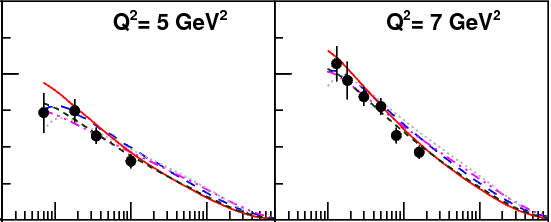 Q²= 5 GeV²
Q²= 7 GeV²